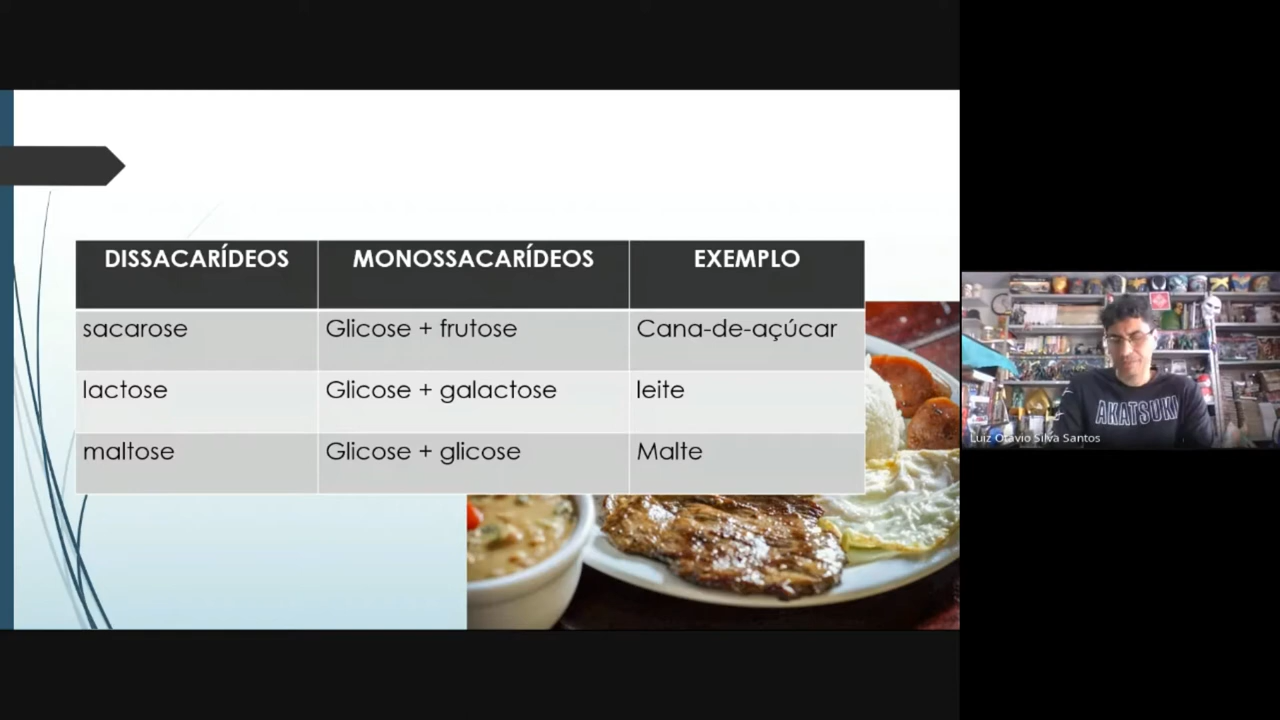 DISSACARÍDEOS MONOSSACARÍDEOS EXEMPLO
sacarose Glicose + frutose Cana-de-açúcar
lactose Glicose + galactose leite
maltose Glicose + glicose Malte
AKATSUKI
Luiz Otavio Silva Santos